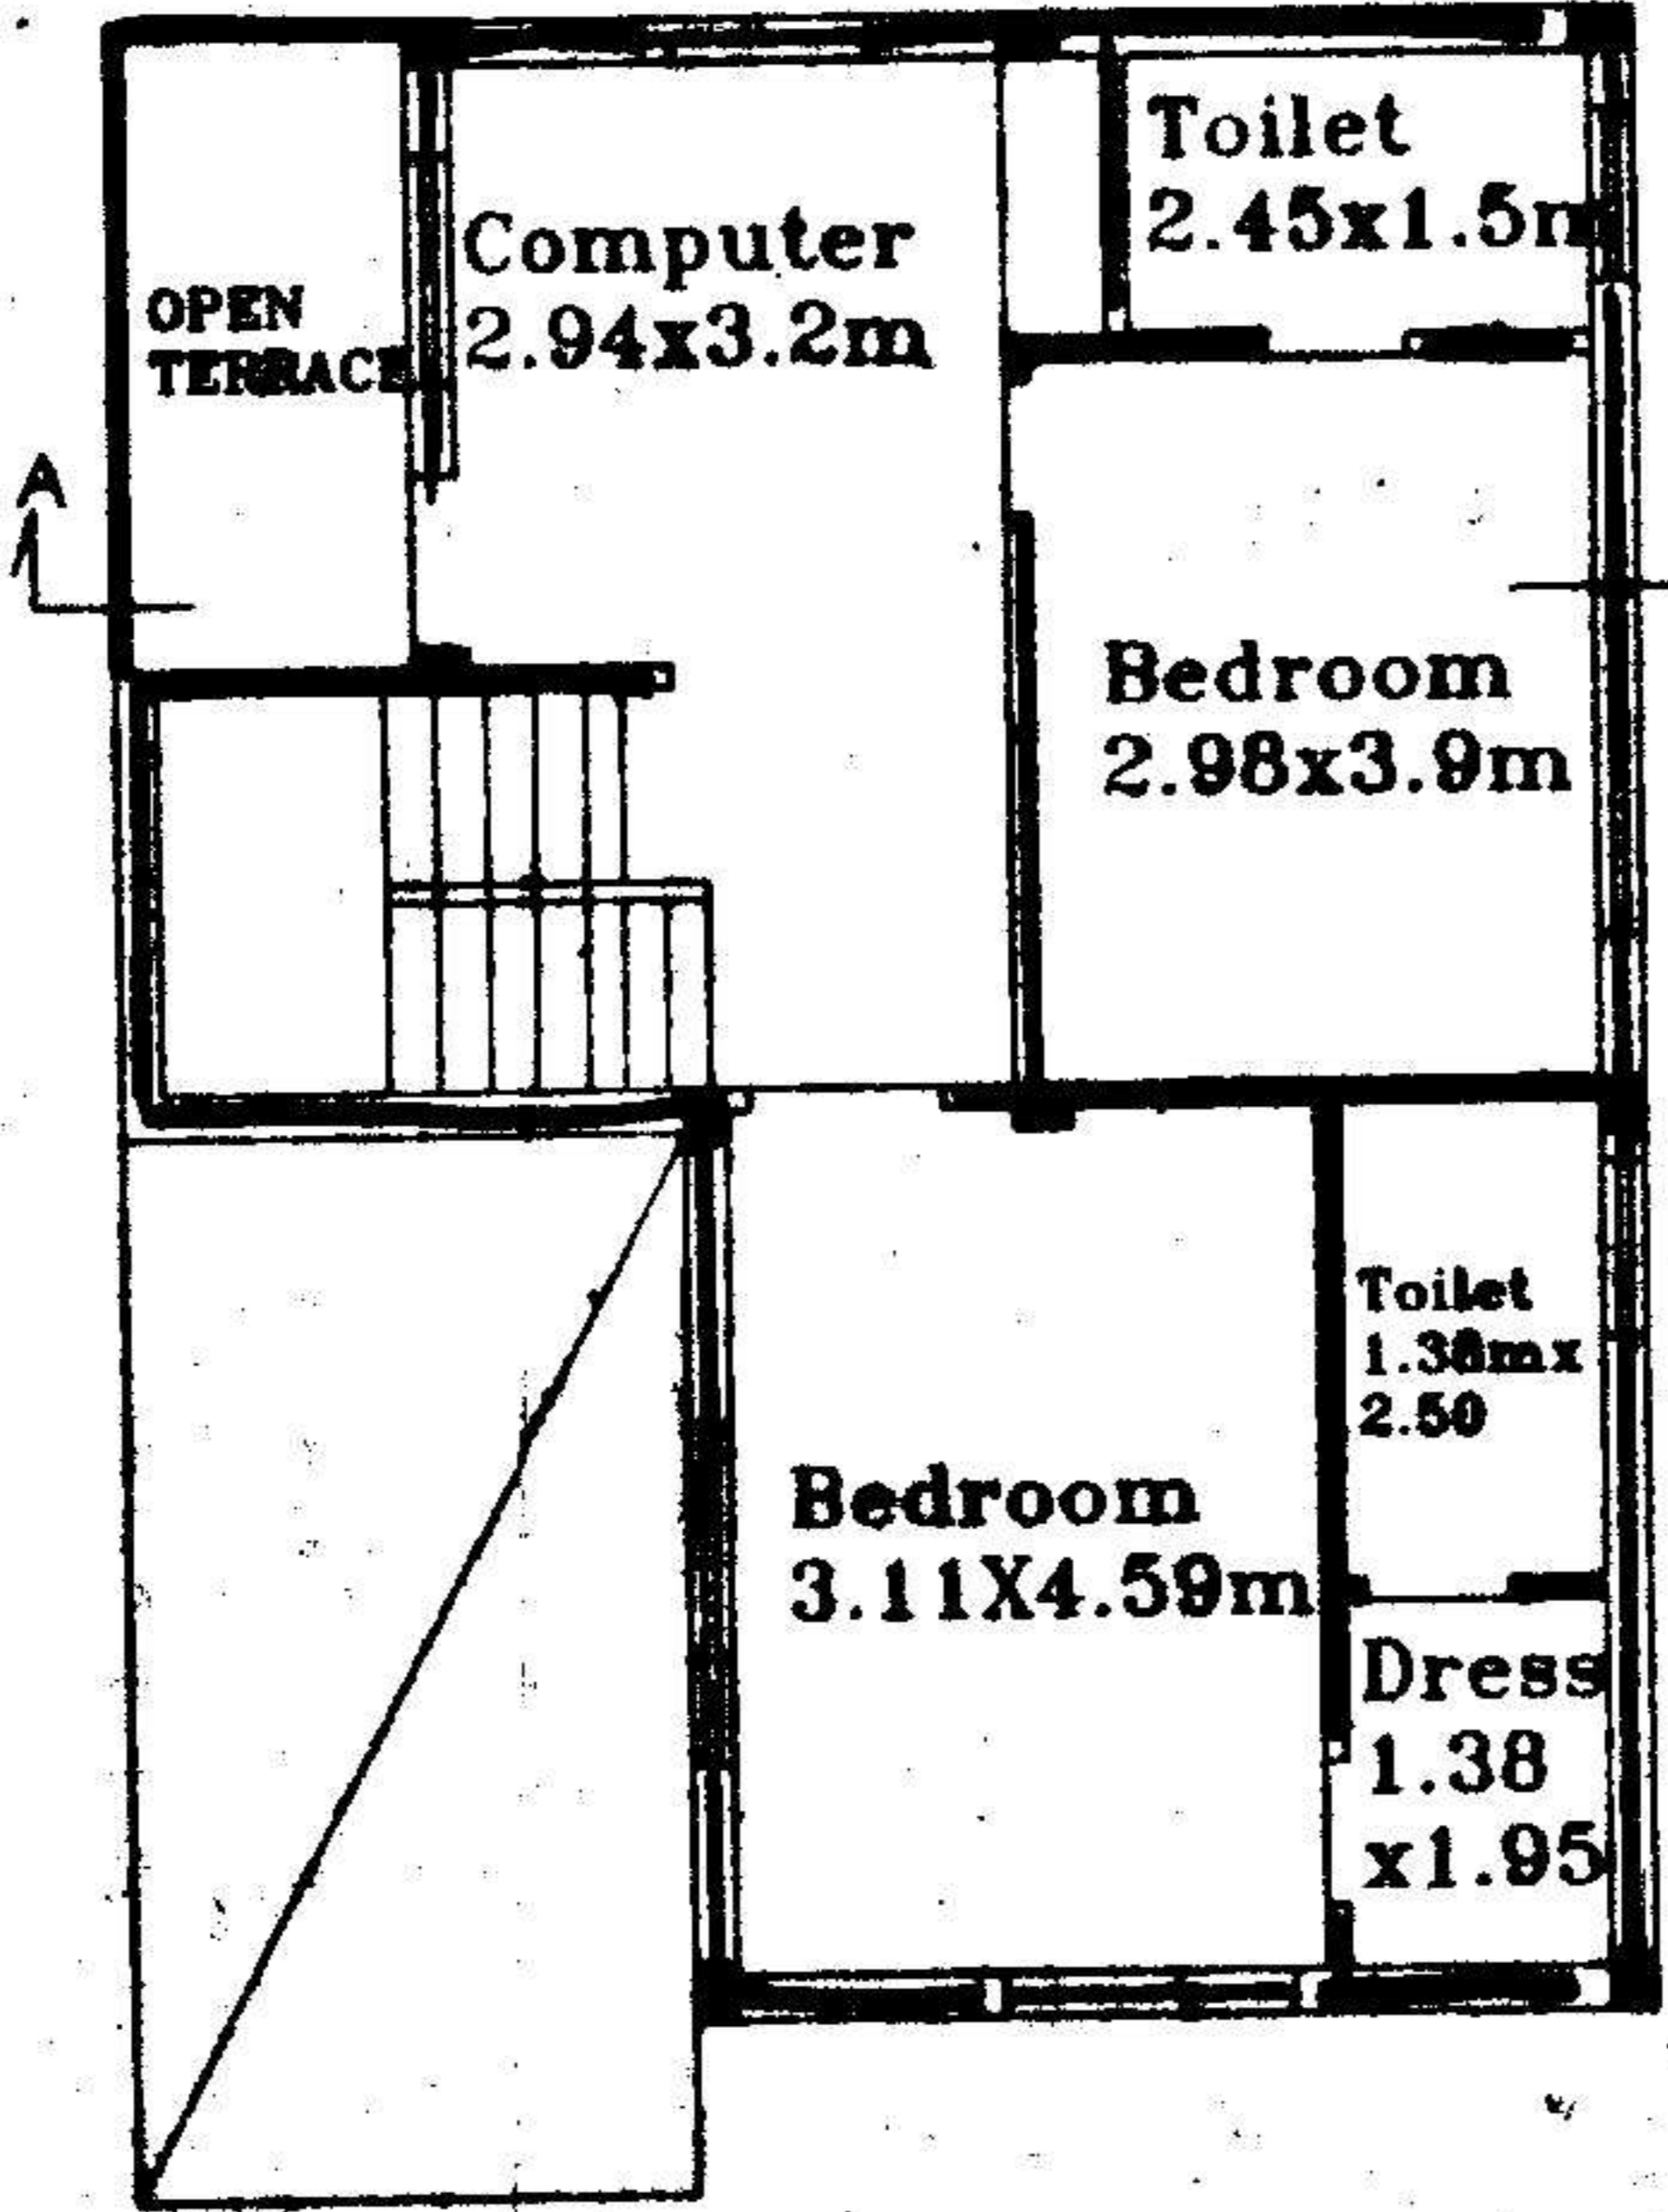 Toilet
2.45x1.5m
Computer
2.94x3.2m
OPEN
TERRACE
A
Bedroom
2.98x3.9m
Toilet
1.38mx
2.50
Bedroom
3.11X4.59m
Dress
1.38
x1.95